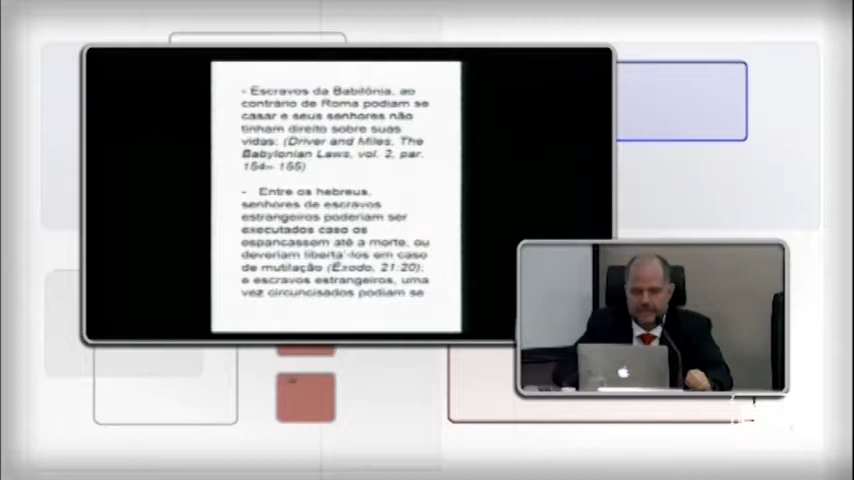 - Escravos da Babilônia, ao
contrário de Roma podiam se
casar e seus senhores não
tinham direito sobre suas
vidas; (Driver and Miles, The
Babylonian Laws, vol. 2, par.
154– 155)
- Entre os hebreus,
senhores de escravos
estrangeiros poderiam ser
executados caso os
espancassem até a morte, ou
deveriam liberta'-los em caso
de mutilação (Êxodo, 21:20);
e escravos estrangeiros, uma
vez circuncisados podiam se